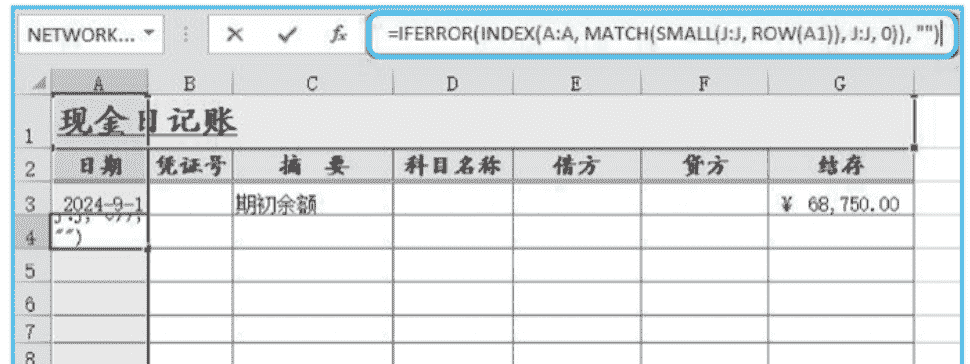 NETWORK... =IFERROR(INDEX(A:A, MATCH(SMALL(J:J, ROW(A1)), J:J, 0)), "")
A B C D E F G
1 现金日记账
2 日期 凭证号 摘 要 科目名称 借方 贷方 结存
3 2024-9-1 期初余额 ¥ 68,750.00
4 "")
5
6
7
8